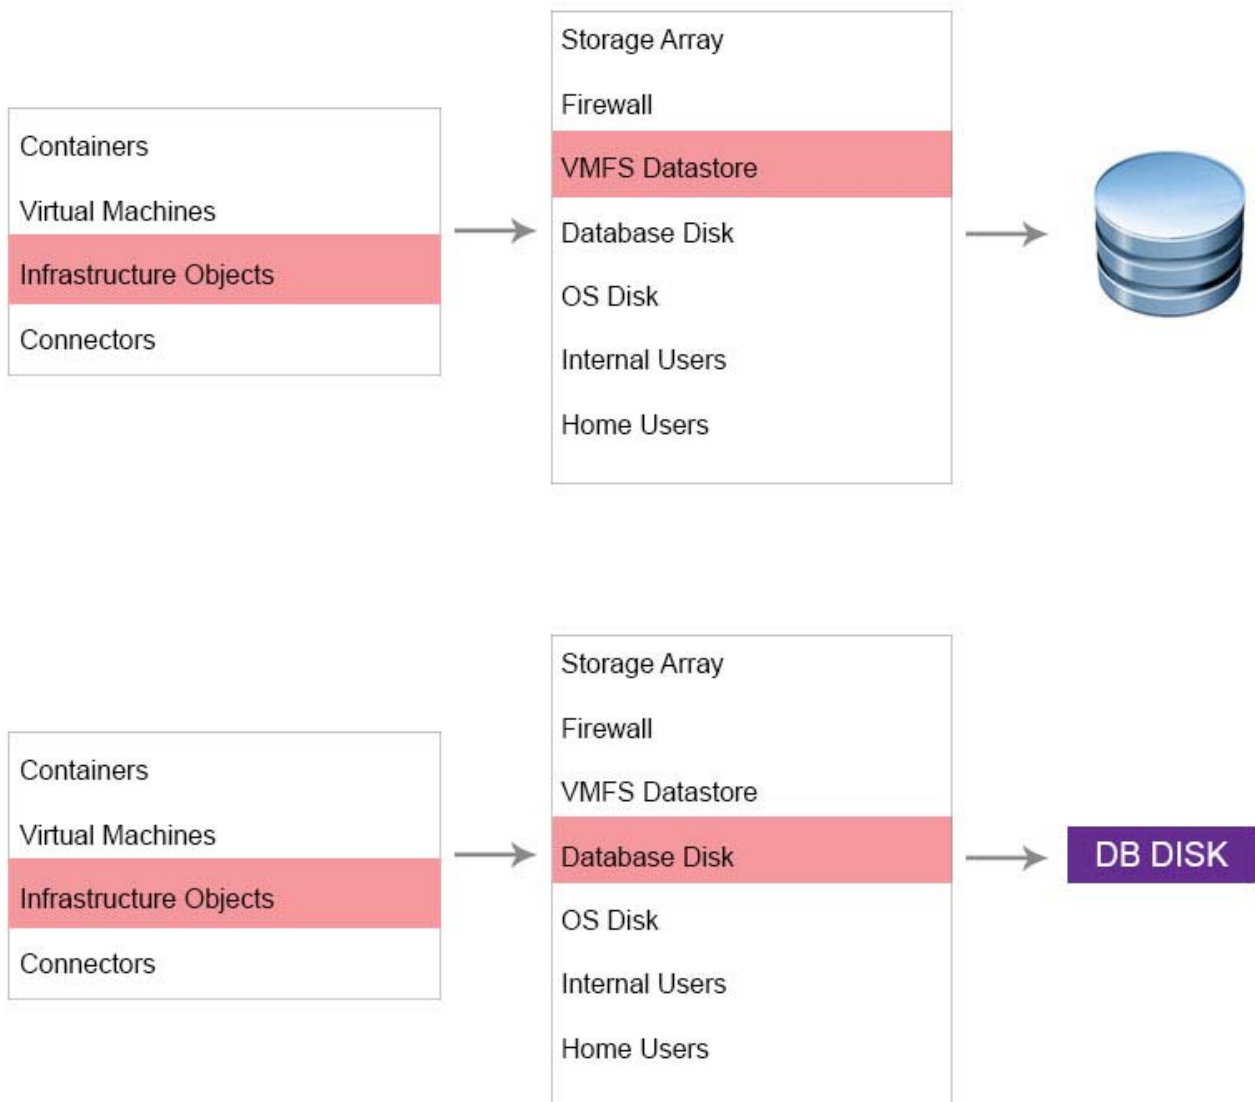 Containers
Virtual Machines
Infrastructure Objects
Connectors
Storage Array
Firewall
VMFS Datastore
Database Disk
OS Disk
Internal Users
Home Users
Containers
Virtual Machines
Infrastructure Objects
Connectors
Storage Array
Firewall
VMFS Datastore
Database Disk
OS Disk
Internal Users
Home Users
DB DISK